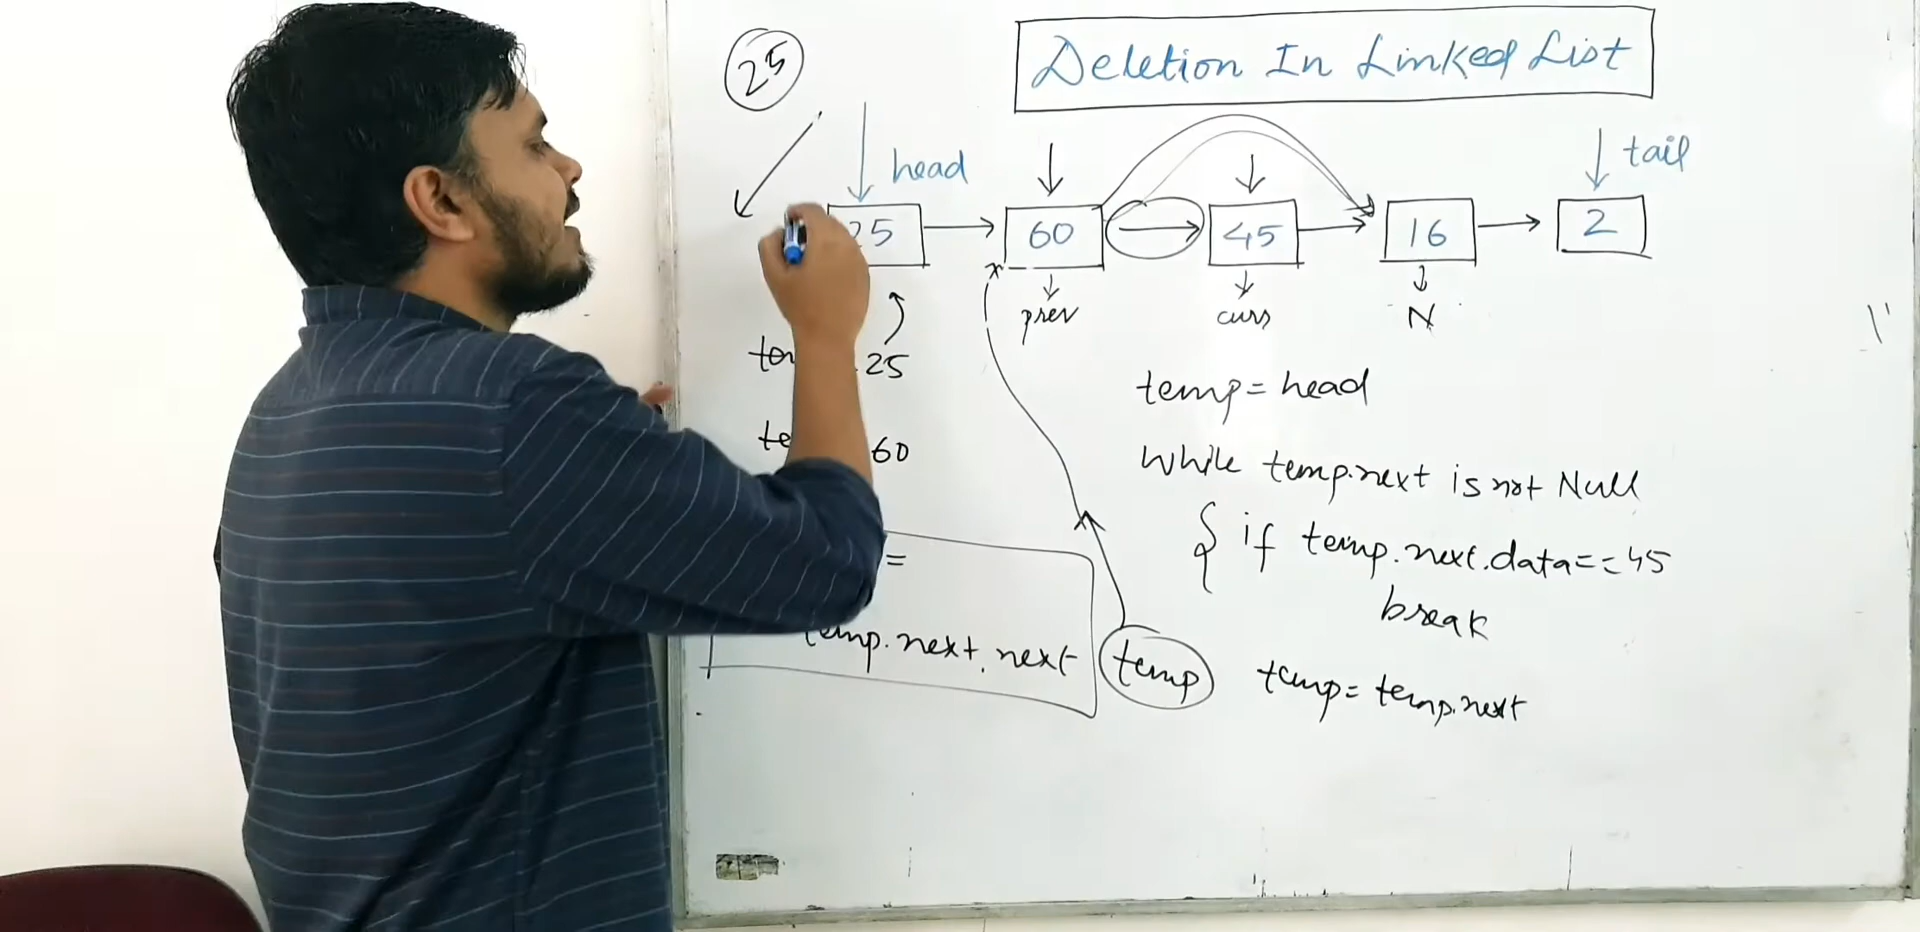 Deletion In Linked List
25
head
tail
25 60 45 16 2
prev curr N
25
60
temp = head
While temp.next is not Null
{ if temp.next.data == 45
break
temp = temp.next
=
temp.next.next
temp